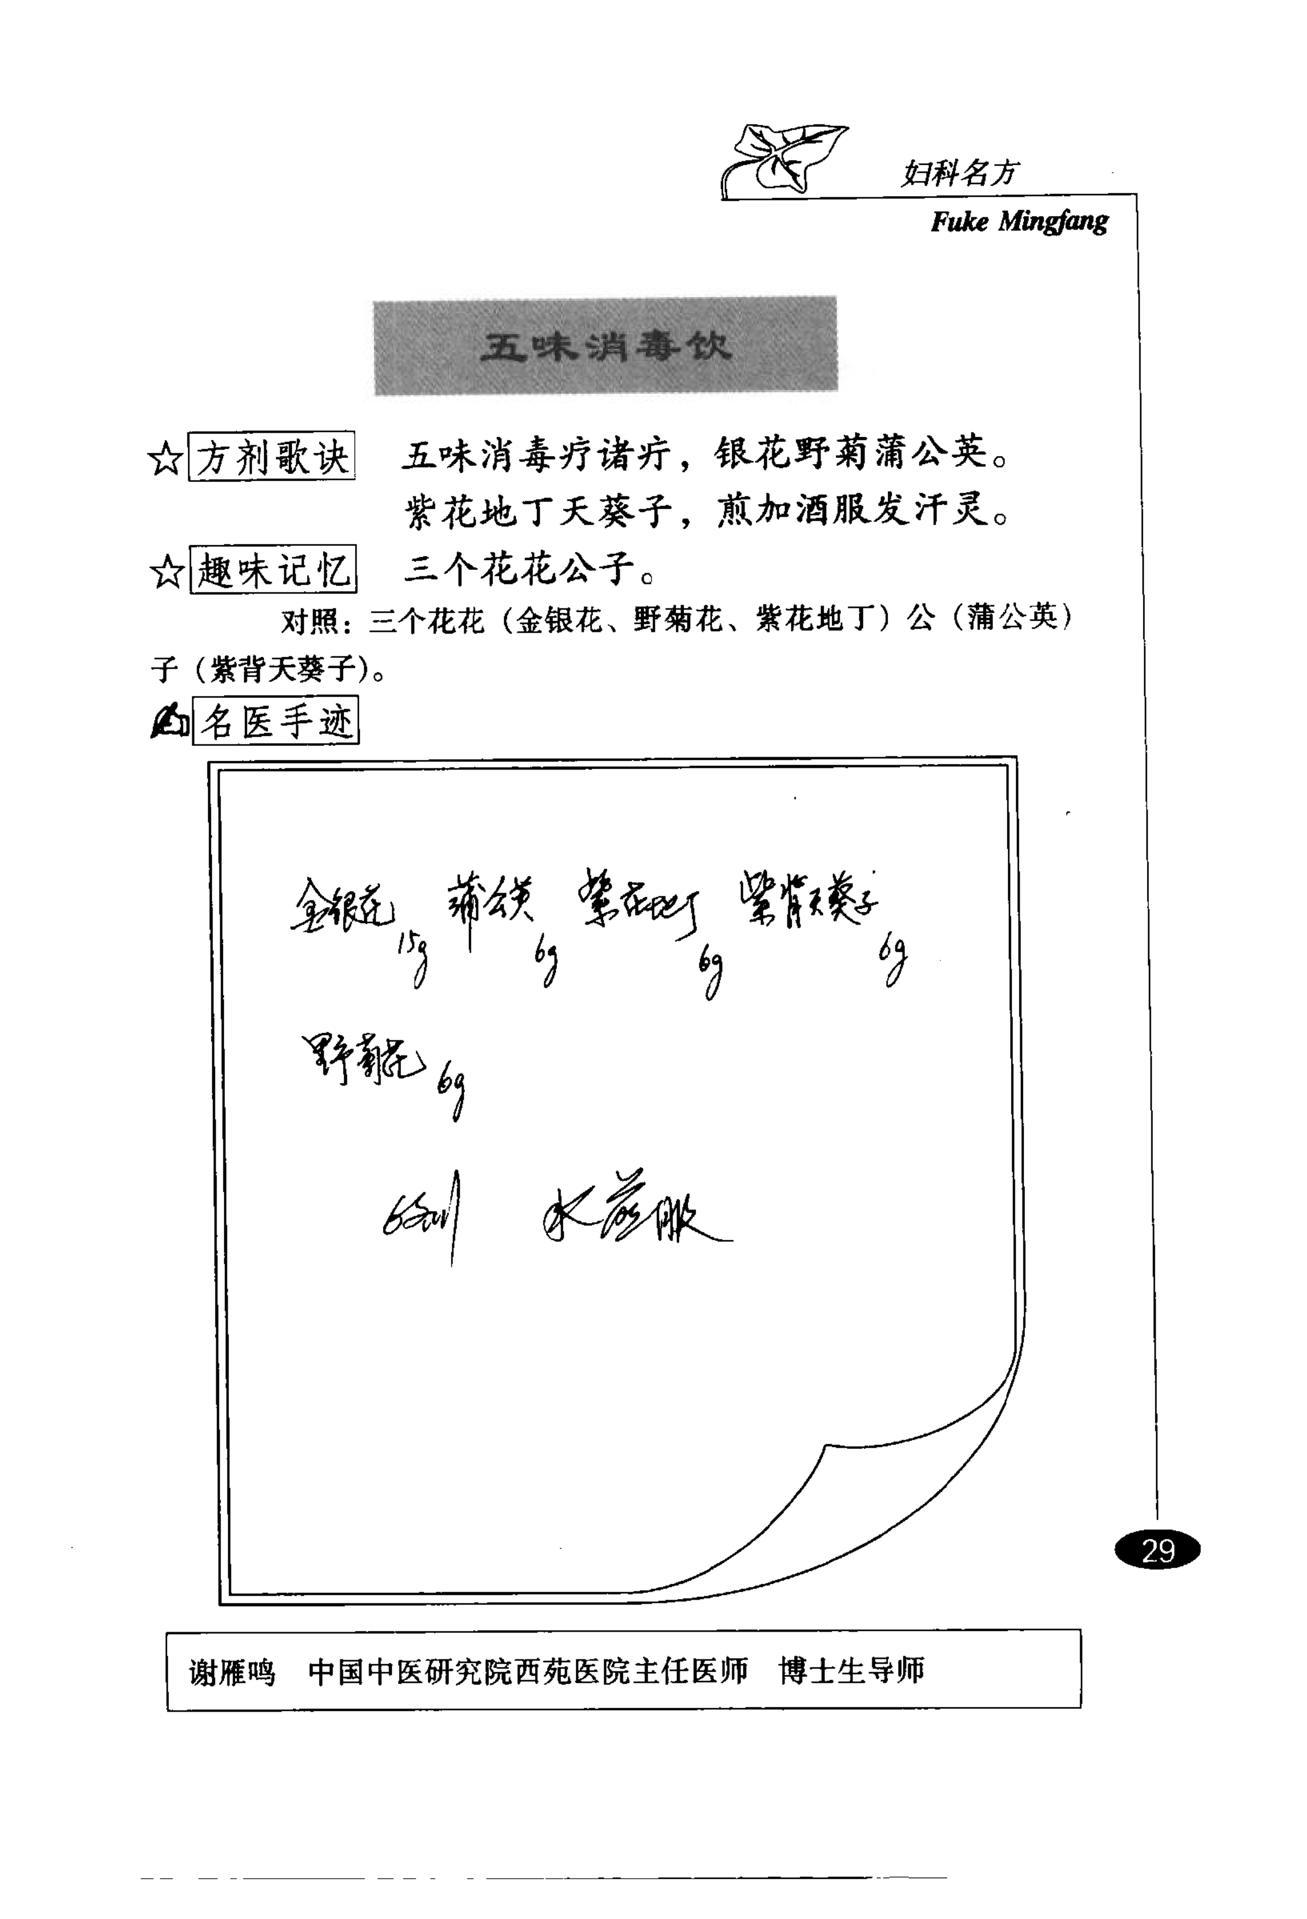 妇科名方
Fuke Mingfang
五味消毒饮
☆方剂歌诀 五味消毒疗诸疔，银花野菊蒲公英。
紫花地丁天葵子，煎加酒服发汗灵。
☆趣味记忆 三个花花公子。
对照：三个花花（金银花、野菊花、紫花地丁）公（蒲公英）
子（紫背天葵子）。
名医手迹
金银花 15g 蒲公英 6g 紫花地丁 6g 紫背天葵子 6g
野菊花 6g
6剂 水煎服
29
谢雁鸣 中国中医研究院西苑医院主任医师 博士生导师